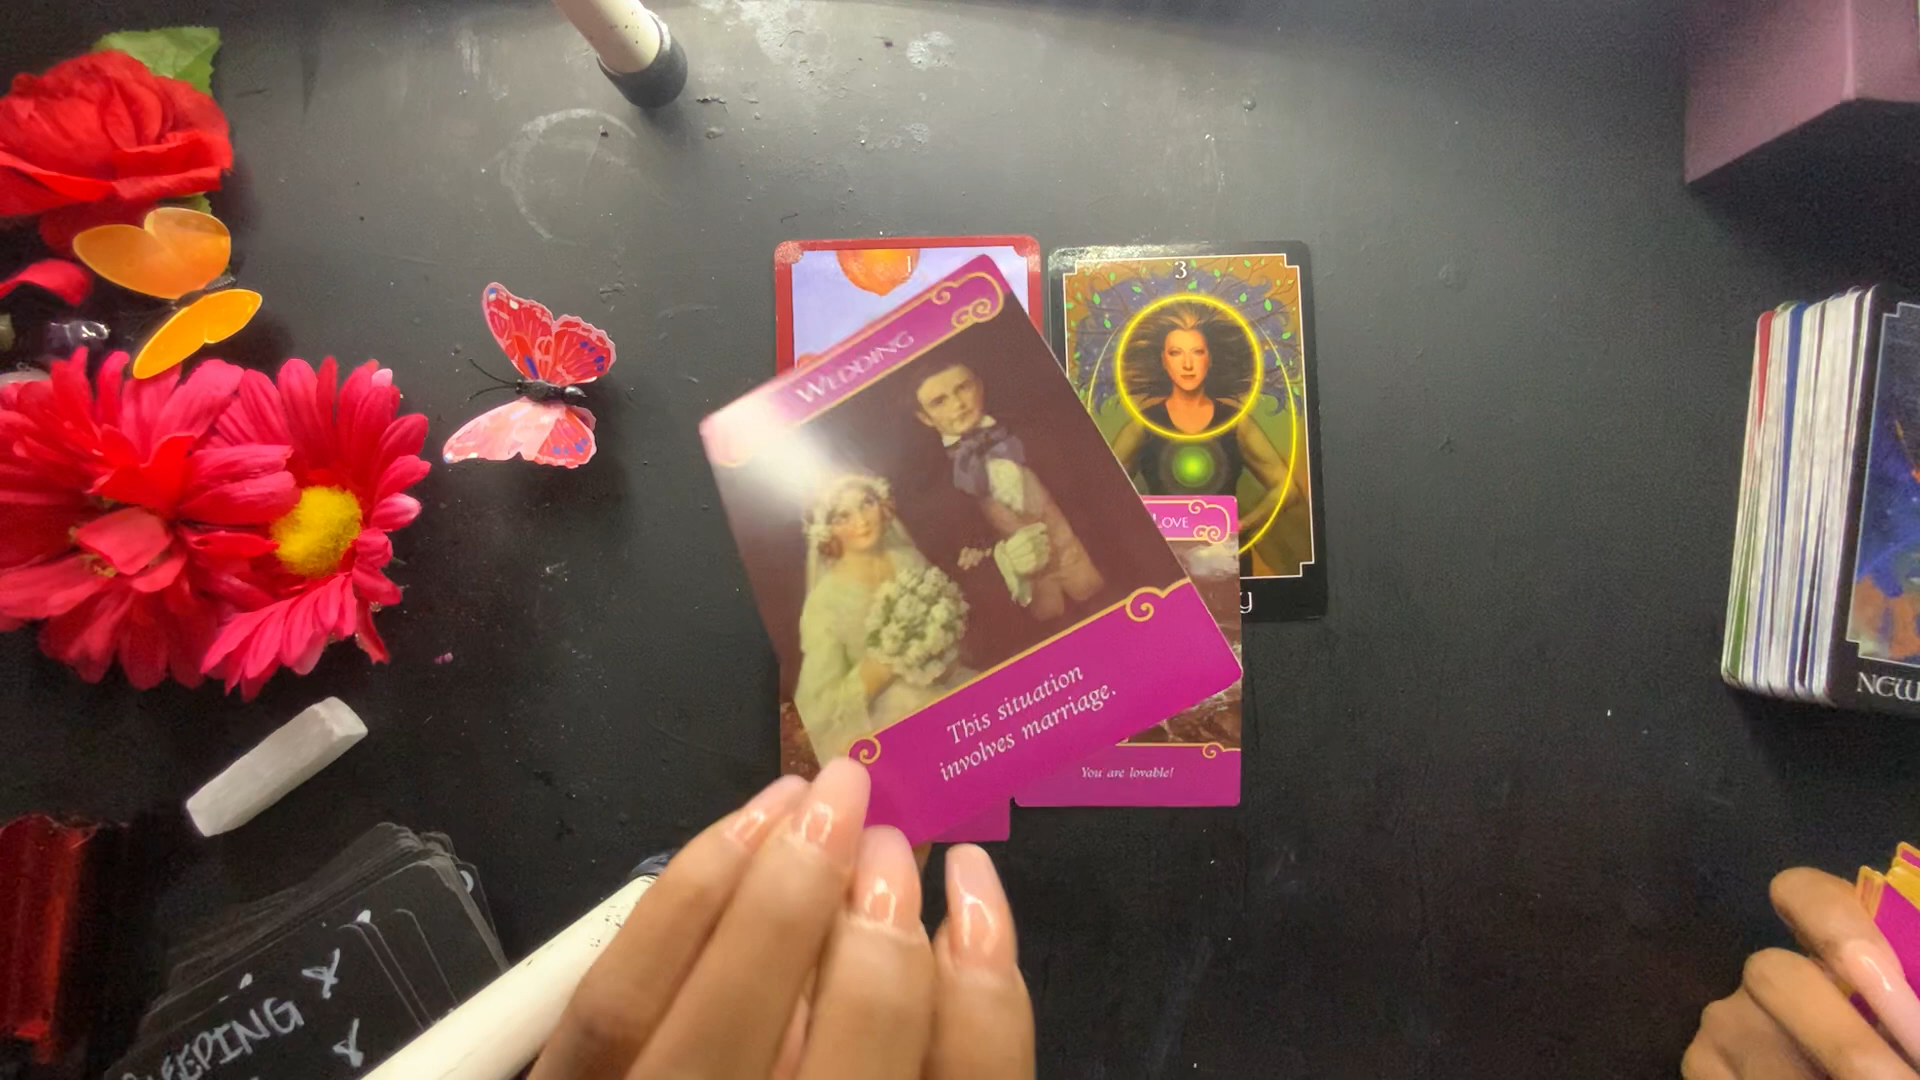 1
3
WEDDING
LOVE
This situation
involves marriage.
You are lovable!
NEW
EEPING